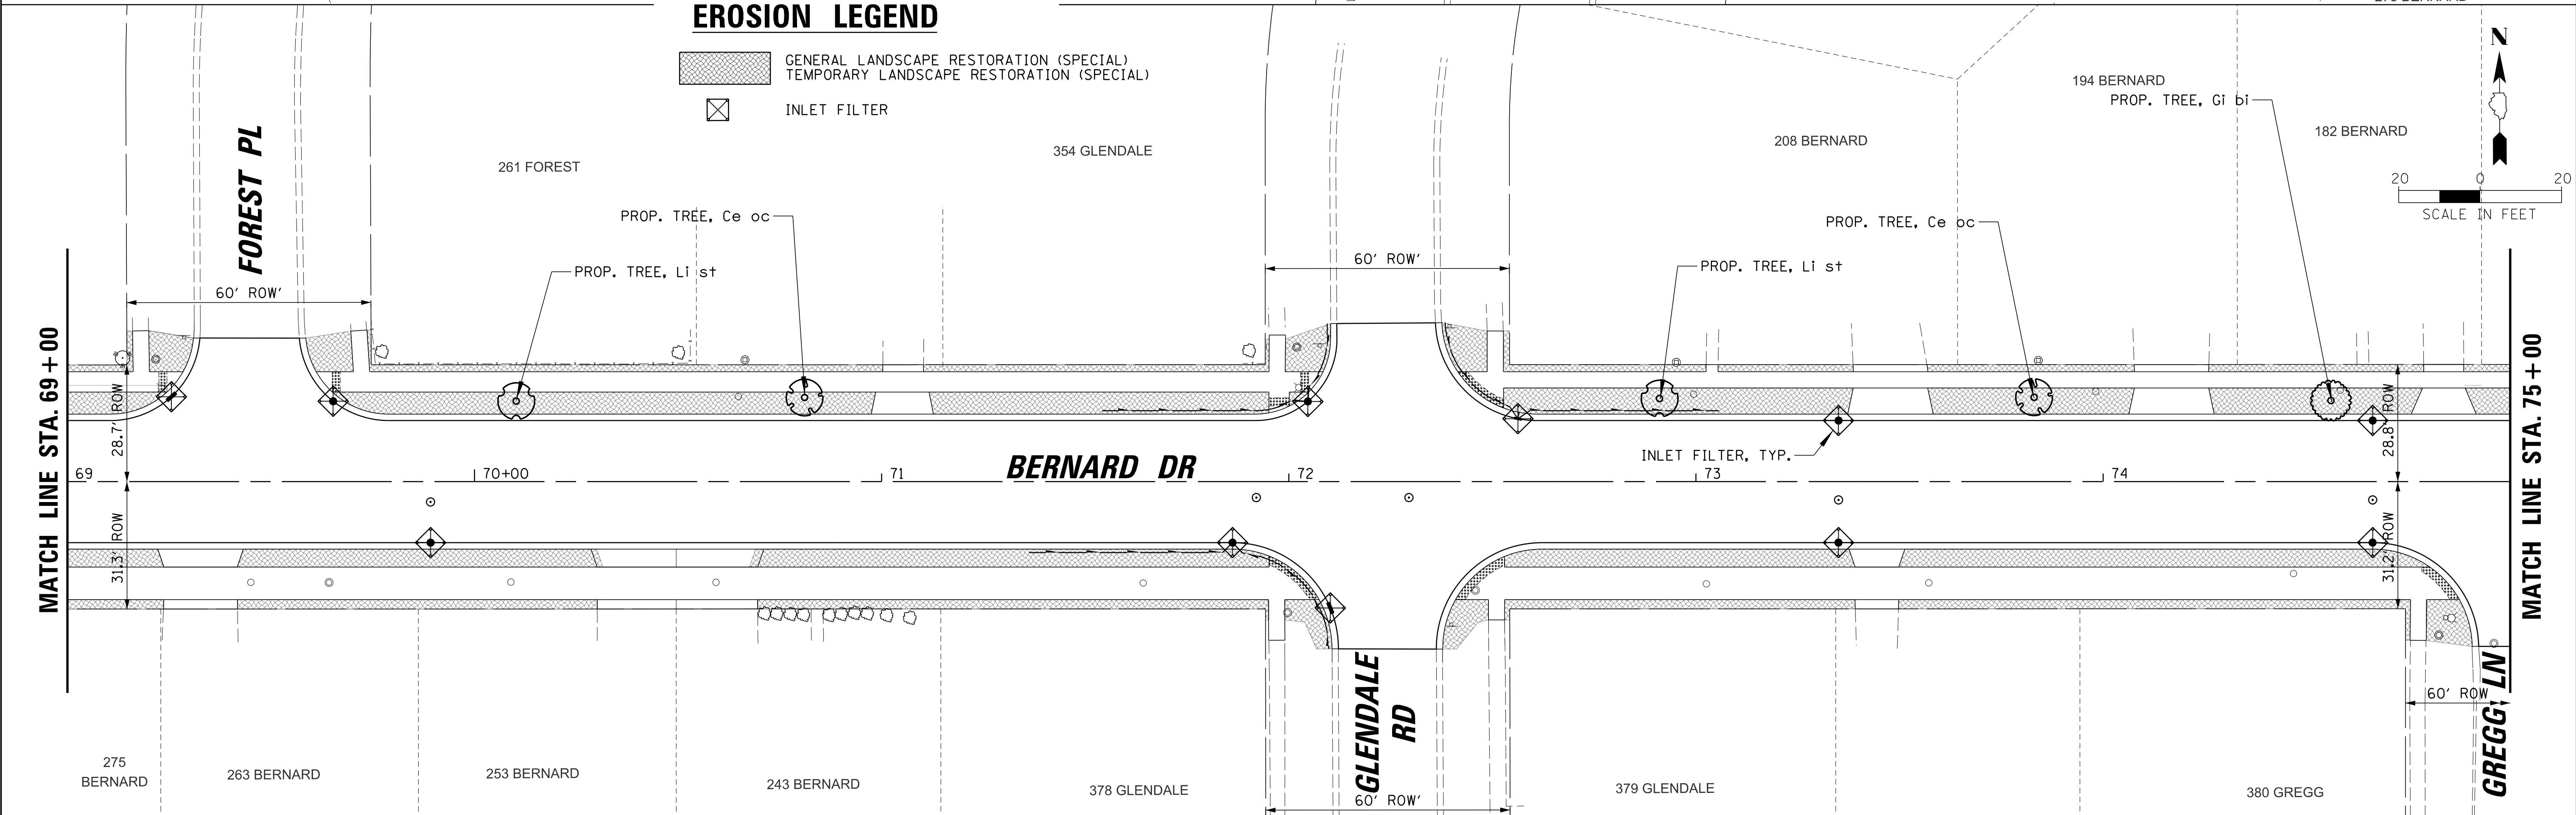 EROSION LEGEND
GENERAL LANDSCAPE RESTORATION (SPECIAL)
TEMPORARY LANDSCAPE RESTORATION (SPECIAL)
INLET FILTER
N
20 0 20
SCALE IN FEET
194 BERNARD
PROP. TREE, Gi bi
182 BERNARD
208 BERNARD
354 GLENDALE
261 FOREST
FOREST PL
PROP. TREE, Ce oc
PROP. TREE, Ce oc
PROP. TREE, Li st
PROP. TREE, Li st
60' ROW'
60' ROW'
MATCH LINE STA. 69+00
MATCH LINE STA. 75+00
28.7' ROW
28.8' ROW
INLET FILTER, TYP.
BERNARD DR
69
70+00
71
72
73
74
31.3' ROW
31.2' ROW
GLENDALE
RD
GREGG LN
60' ROW
275
BERNARD
263 BERNARD
253 BERNARD
243 BERNARD
378 GLENDALE
379 GLENDALE
380 GREGG
60' ROW'